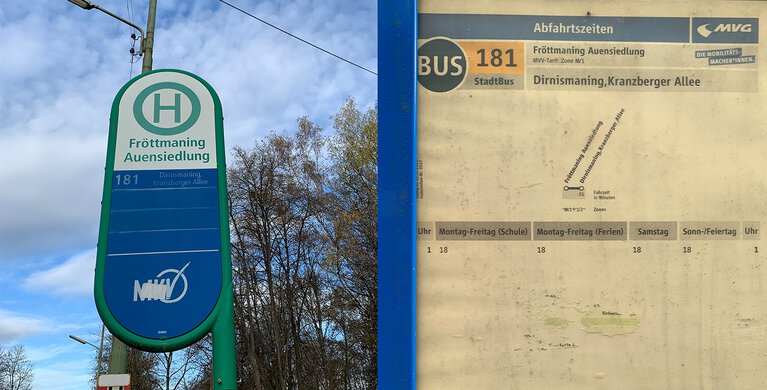 H
Fröttmaning
Auensiedlung
181 Dirnismaning,
Kranzberger Allee
MVV
Abfahrtszeiten
MVG
BUS
181
StadtBus
Fröttmaning Auensiedlung
MVV-Tarif: Zone M/1
Dirnismaning, Kranzberger Allee
DIE MOBILITÄTS-
MACHER*INNEN.
Fröttmaning Auensiedlung
Dirnismaning, Kranzberger Allee
01
Fahrzeit
in Minuten
Zonen
Uhr Montag-Freitag (Schule) Montag-Freitag (Ferien) Samstag Sonn-/Feiertag Uhr
1 18 18 18 18 1